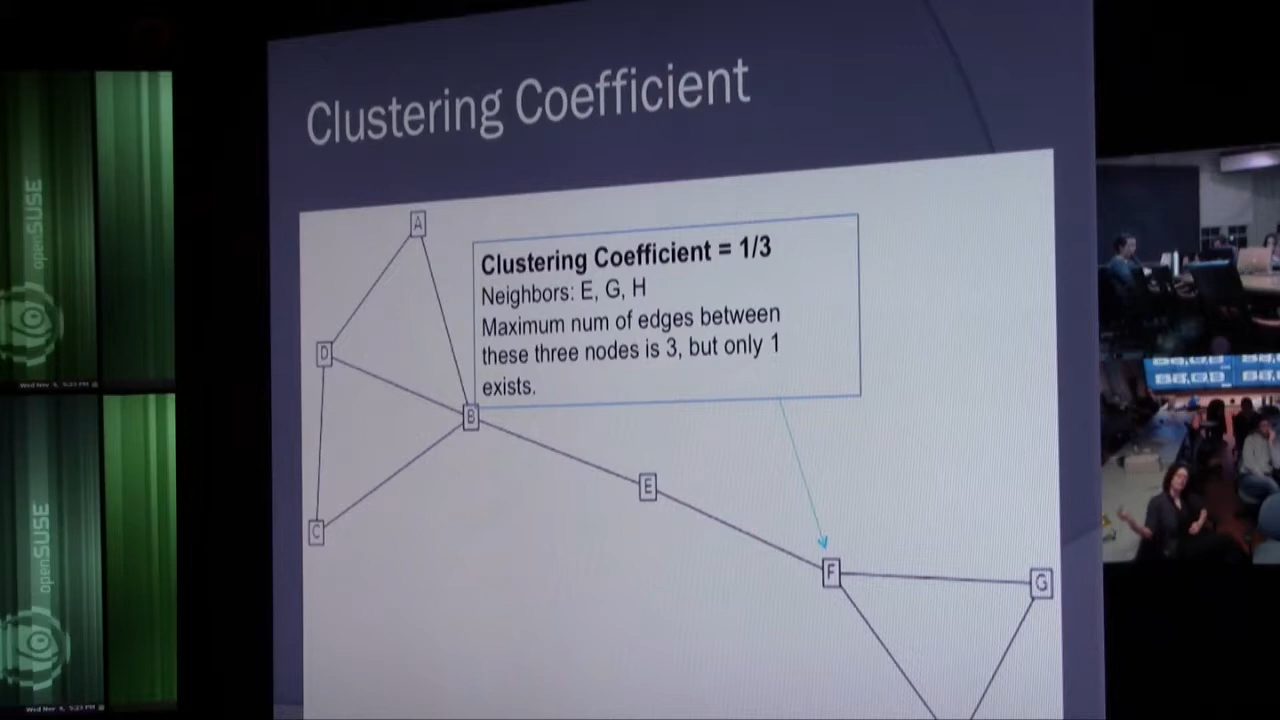 Clustering Coefficient
A
Clustering Coefficient = 1/3
Neighbors: E, G, H
Maximum num of edges between
these three nodes is 3, but only 1
exists.
D
B
E
C
F
G
openSUSE
openSUSE